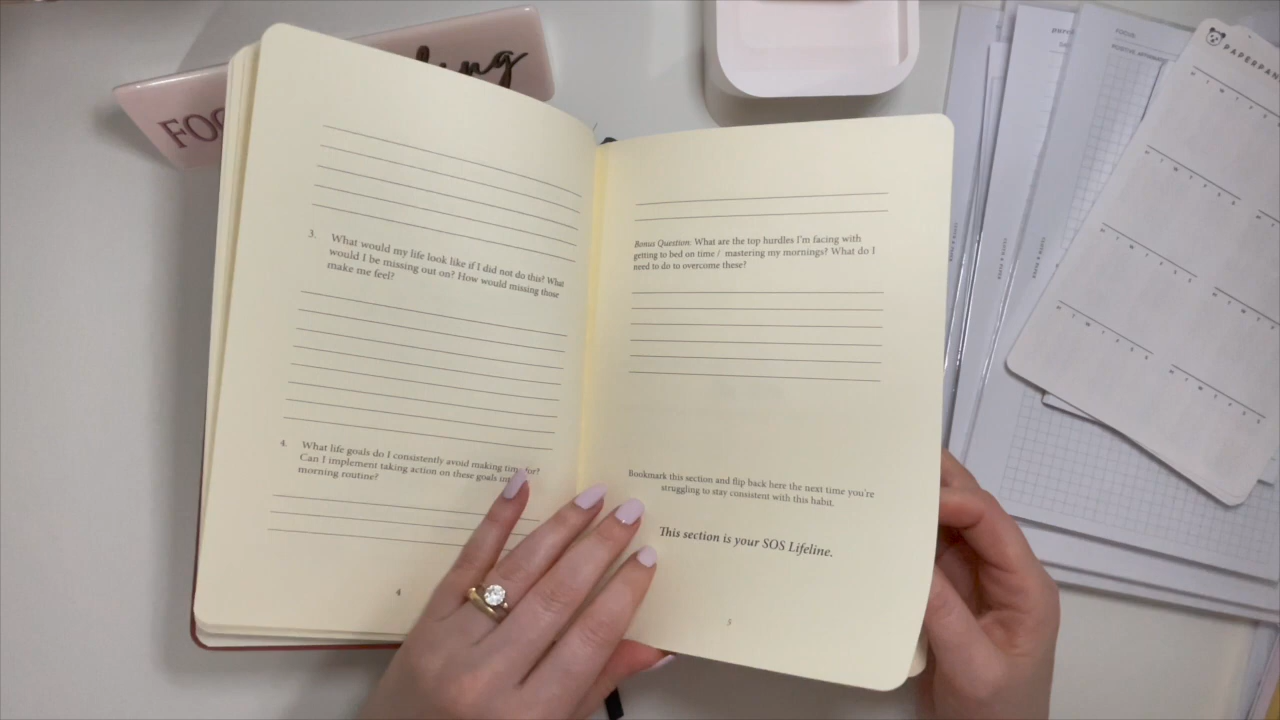 FOC
3. What would my life look like if I did not do this? What
would I be missing out on? How would missing those
make me feel?
4. What life goals do I consistently avoid making time for?
Can I implement taking action on these goals
morning routine?
4
Bonus Question: What are the top hurdles I'm facing with
getting to bed on time / mastering my mornings? What do I
need to do to overcome these?
Bookmark this section and flip back here the next time you're
struggling to stay consistent with this habit.
This section is your SOS Lifeline.
5
FOCUS:
PAPERPAN
M T W T F S S
M T W T F S S
M T W T F S S
M T W T F S S